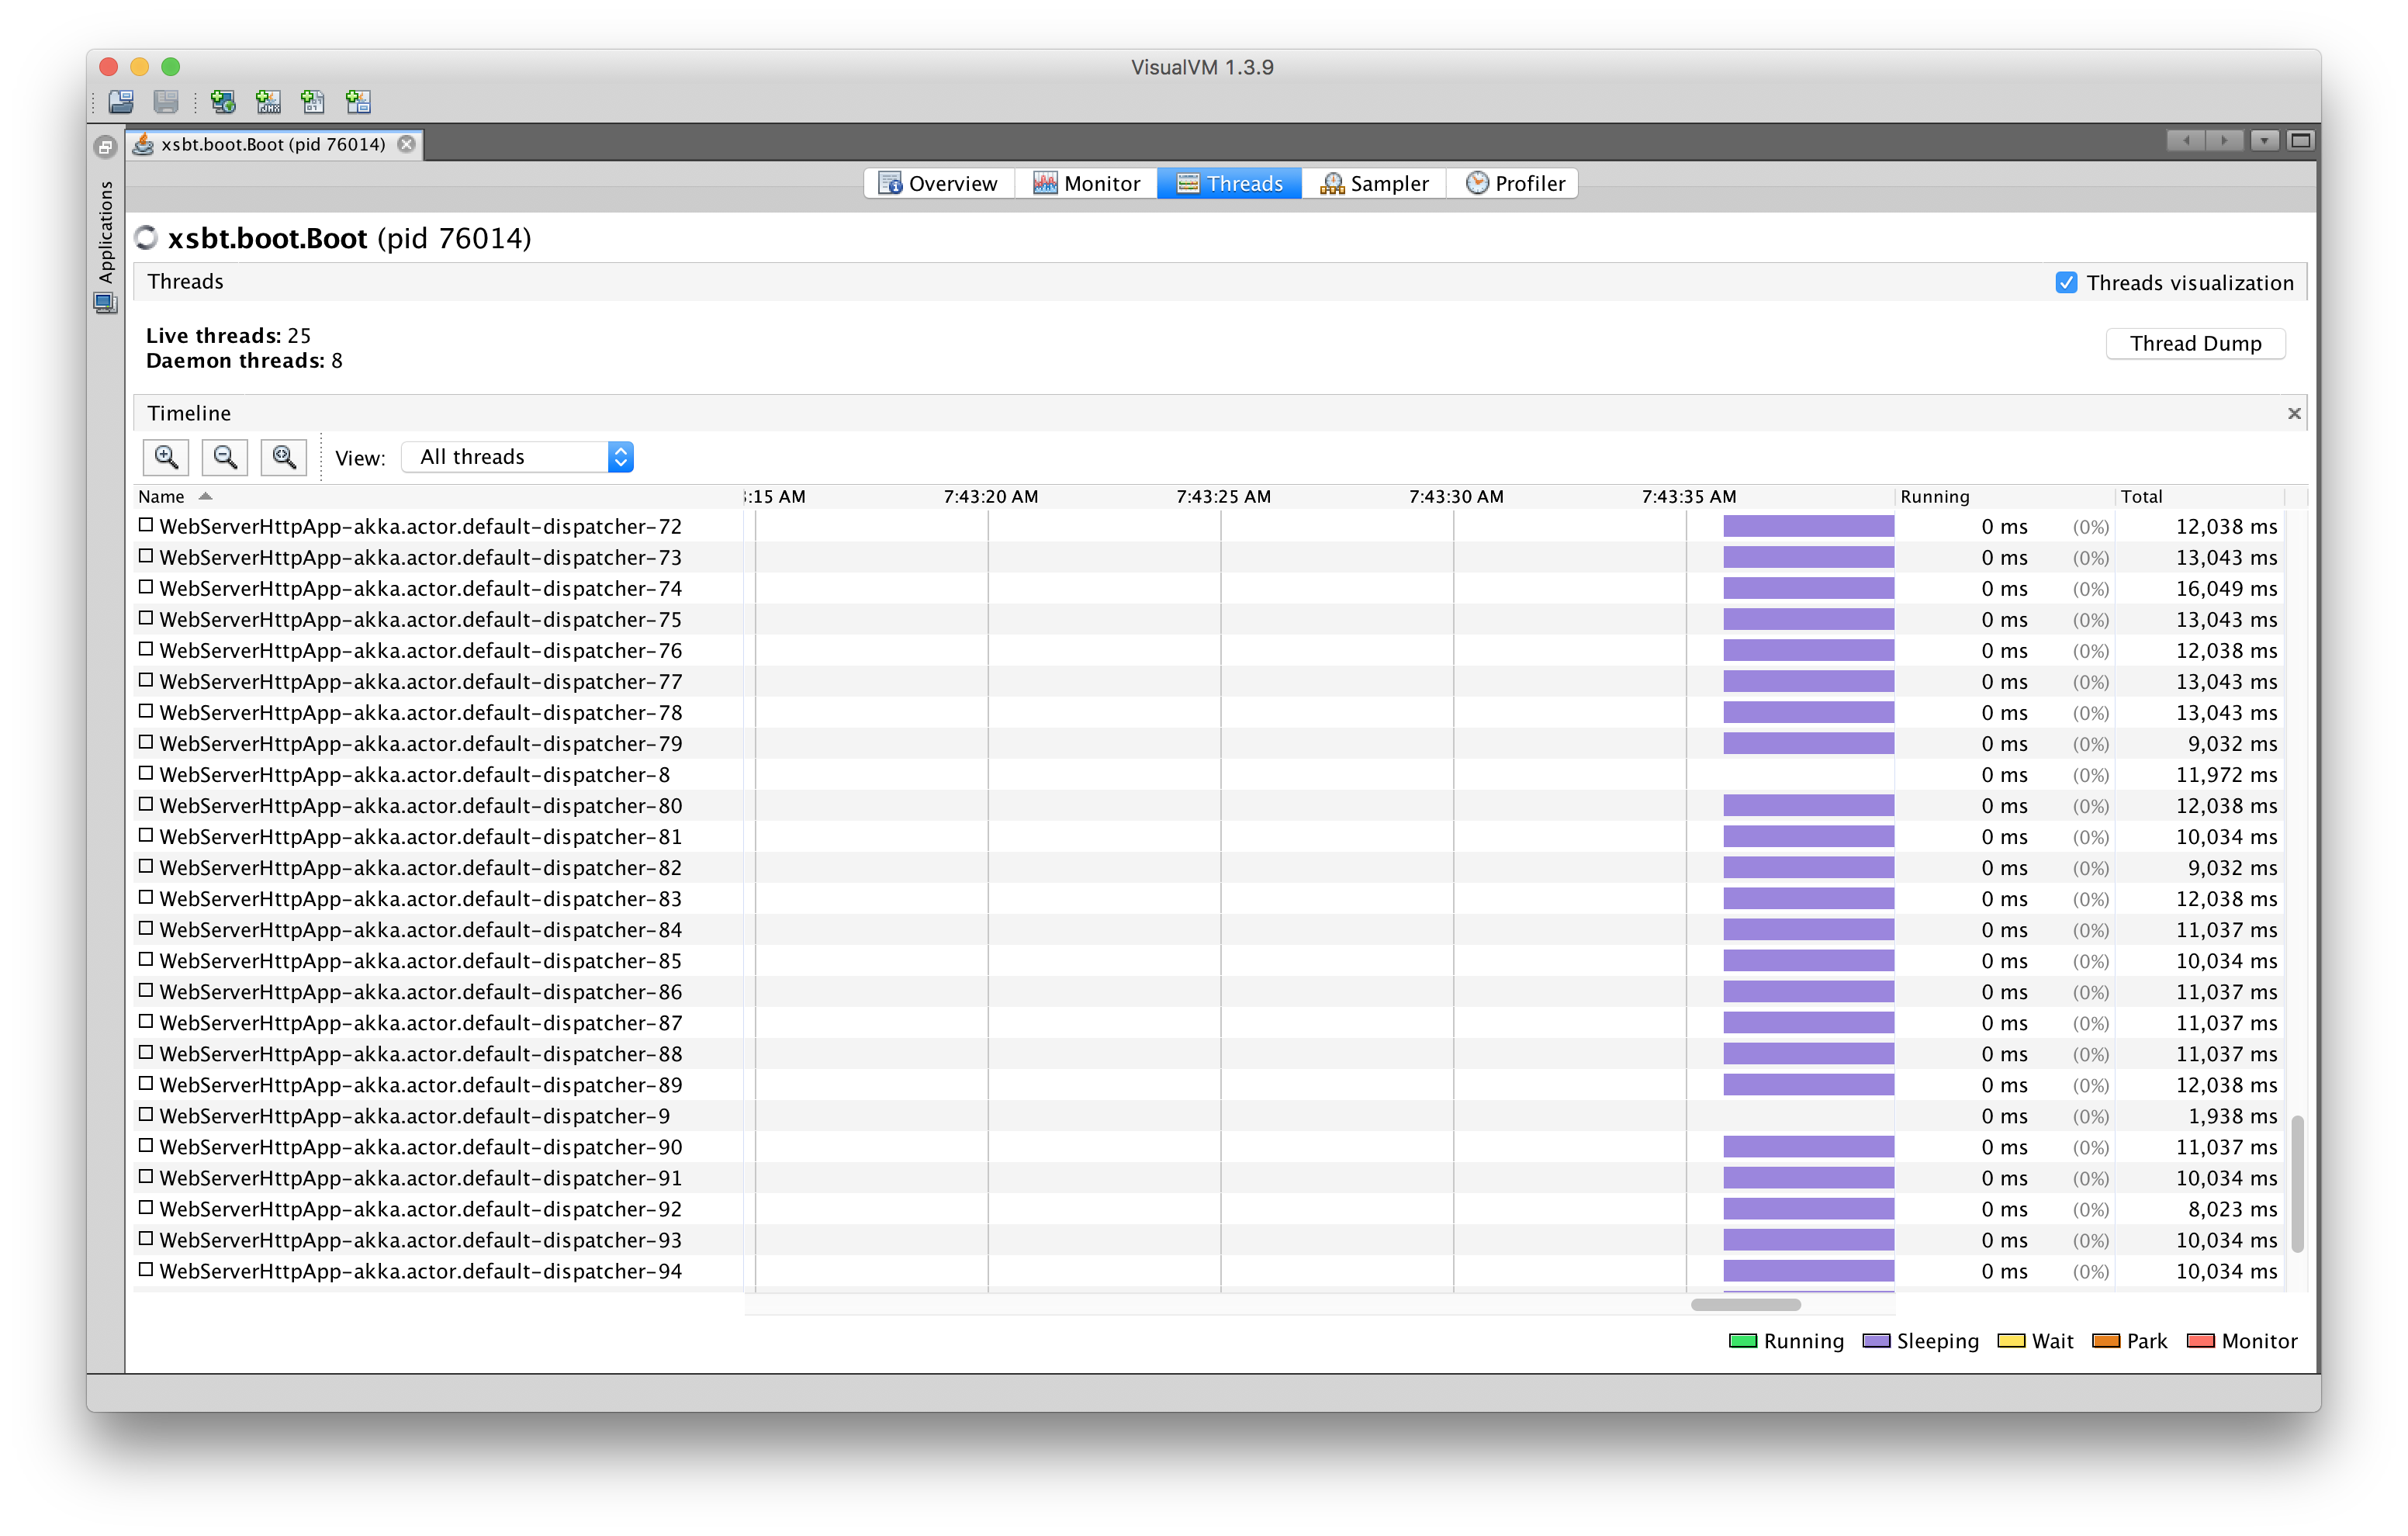 VisualVM 1.3.9
xsbt.boot.Boot (pid 76014)
Applications
Overview Monitor Threads Sampler Profiler
xsbt.boot.Boot (pid 76014)
Threads Threads visualization
Live threads: 25
Daemon threads: 8
Thread Dump
Timeline
View: All threads
Name :15 AM 7:43:20 AM 7:43:25 AM 7:43:30 AM 7:43:35 AM Running Total
WebServerHttpApp-akka.actor.default-dispatcher-72 0 ms (0%) 12,038 ms
WebServerHttpApp-akka.actor.default-dispatcher-73 0 ms (0%) 13,043 ms
WebServerHttpApp-akka.actor.default-dispatcher-74 0 ms (0%) 16,049 ms
WebServerHttpApp-akka.actor.default-dispatcher-75 0 ms (0%) 13,043 ms
WebServerHttpApp-akka.actor.default-dispatcher-76 0 ms (0%) 12,038 ms
WebServerHttpApp-akka.actor.default-dispatcher-77 0 ms (0%) 13,043 ms
WebServerHttpApp-akka.actor.default-dispatcher-78 0 ms (0%) 13,043 ms
WebServerHttpApp-akka.actor.default-dispatcher-79 0 ms (0%) 9,032 ms
WebServerHttpApp-akka.actor.default-dispatcher-8 0 ms (0%) 11,972 ms
WebServerHttpApp-akka.actor.default-dispatcher-80 0 ms (0%) 12,038 ms
WebServerHttpApp-akka.actor.default-dispatcher-81 0 ms (0%) 10,034 ms
WebServerHttpApp-akka.actor.default-dispatcher-82 0 ms (0%) 9,032 ms
WebServerHttpApp-akka.actor.default-dispatcher-83 0 ms (0%) 12,038 ms
WebServerHttpApp-akka.actor.default-dispatcher-84 0 ms (0%) 11,037 ms
WebServerHttpApp-akka.actor.default-dispatcher-85 0 ms (0%) 10,034 ms
WebServerHttpApp-akka.actor.default-dispatcher-86 0 ms (0%) 11,037 ms
WebServerHttpApp-akka.actor.default-dispatcher-87 0 ms (0%) 11,037 ms
WebServerHttpApp-akka.actor.default-dispatcher-88 0 ms (0%) 11,037 ms
WebServerHttpApp-akka.actor.default-dispatcher-89 0 ms (0%) 12,038 ms
WebServerHttpApp-akka.actor.default-dispatcher-9 0 ms (0%) 1,938 ms
WebServerHttpApp-akka.actor.default-dispatcher-90 0 ms (0%) 11,037 ms
WebServerHttpApp-akka.actor.default-dispatcher-91 0 ms (0%) 10,034 ms
WebServerHttpApp-akka.actor.default-dispatcher-92 0 ms (0%) 8,023 ms
WebServerHttpApp-akka.actor.default-dispatcher-93 0 ms (0%) 10,034 ms
WebServerHttpApp-akka.actor.default-dispatcher-94 0 ms (0%) 10,034 ms
Running Sleeping Wait Park Monitor